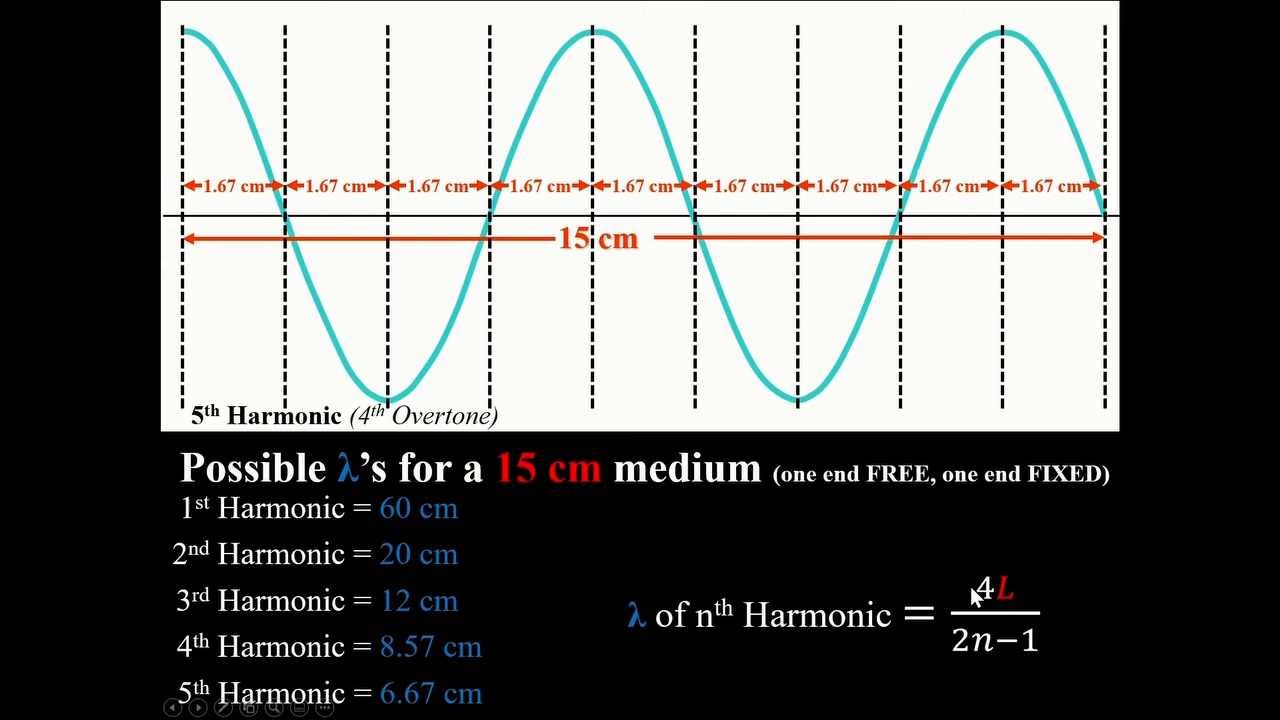 1.67 cm 1.67 cm 1.67 cm 1.67 cm 1.67 cm 1.67 cm 1.67 cm 1.67 cm 1.67 cm
15 cm
5th Harmonic (4th Overtone)
Possible λ's for a 15 cm medium (one end FREE, one end FIXED)
1st Harmonic = 60 cm
2nd Harmonic = 20 cm
3rd Harmonic = 12 cm
4th Harmonic = 8.57 cm
5th Harmonic = 6.67 cm
λ of nth Harmonic = 4L
2n−1